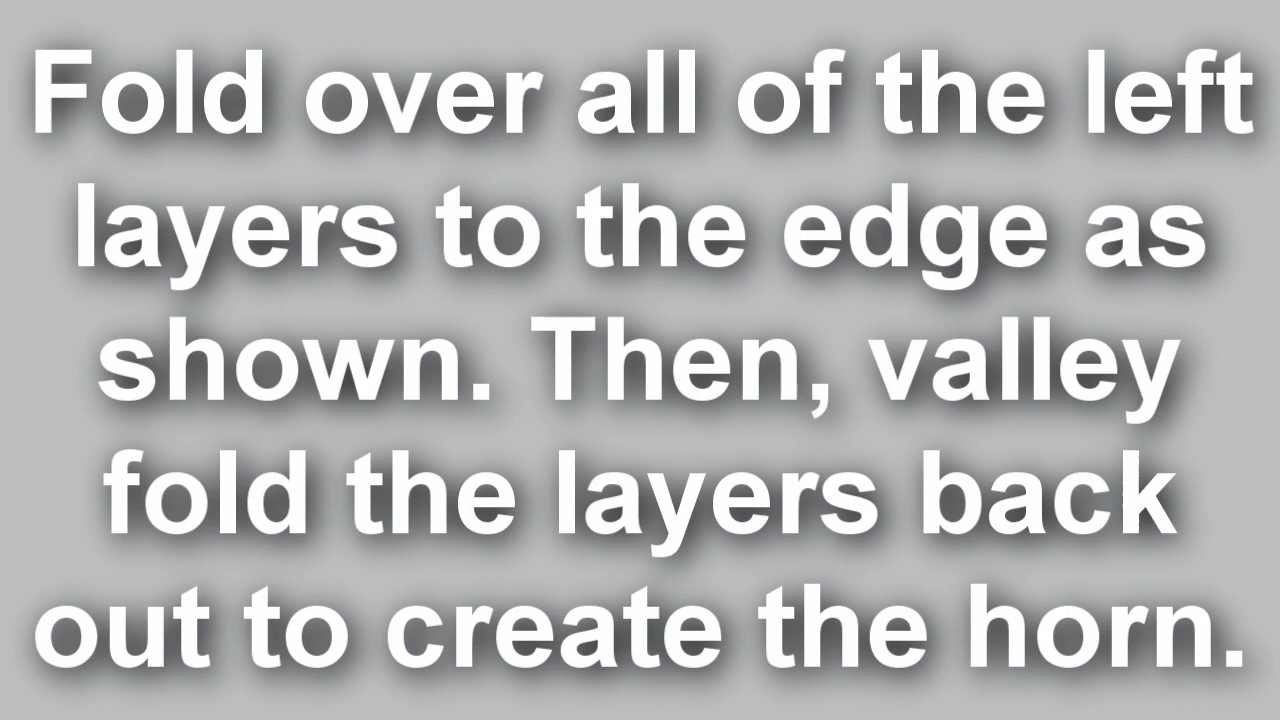 Fold over all of the left
layers to the edge as
shown. Then, valley
fold the layers back
out to create the horn.